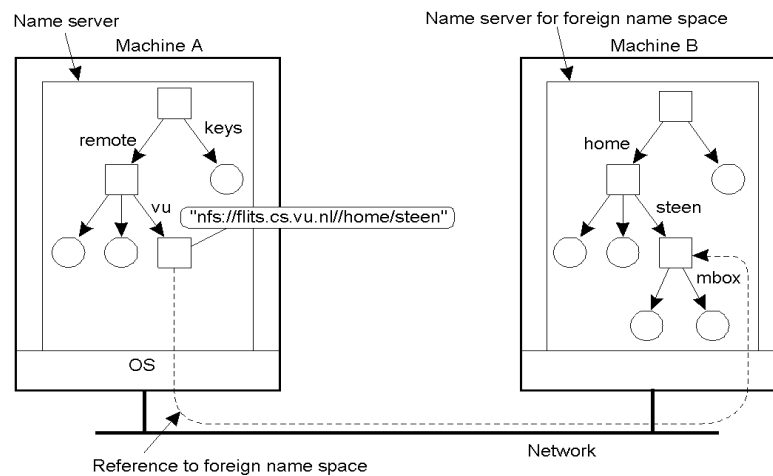 Name server
Name server for foreign name space
Machine A
Machine B
keys
remote
home
vu
"nfs://flits.cs.vu.nl//home/steen"
steen
mbox
OS
Network
Reference to foreign name space